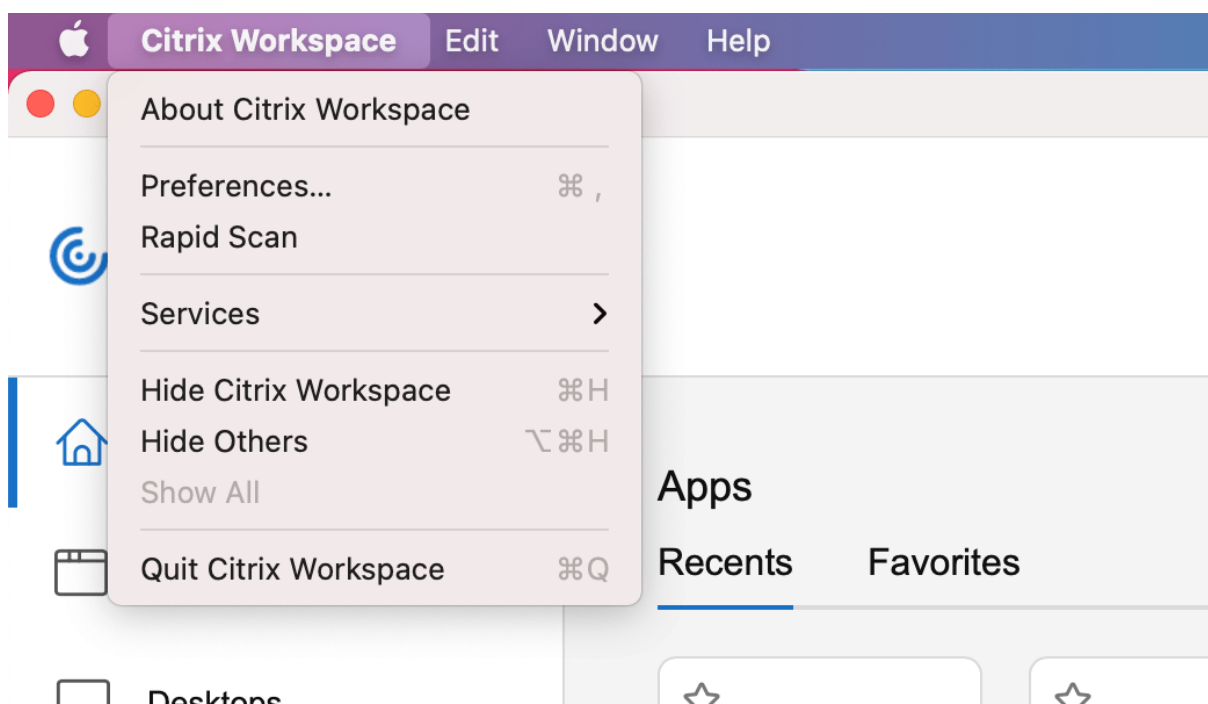 Citrix Workspace Edit Window Help
About Citrix Workspace
Preferences... ⌘ ,
Rapid Scan
Services
Hide Citrix Workspace ⌘H
Hide Others ⌥⌘H
Show All
Quit Citrix Workspace ⌘Q
Apps
Recents Favorites
Desktops